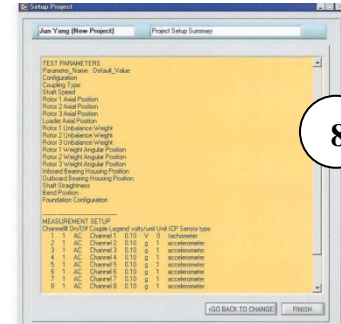 Setup Project
Jun Yang (New Project) Project Setup Summary
TEST PARAMETERS
Parameter_Name Default_Value
Configuration
Coupling Type
Shaft Speed
Rotor 1 Axial Position
Rotor 2 Axial Position
Rotor 3 Axial Position
Loader Axial Position
Rotor 1 Unbalance Weight
Rotor 2 Unbalance Weight
Rotor 3 Unbalance Weight
Rotor 1 Weight Angular Position
Rotor 2 Weight Angular Position
Rotor 3 Weight Angular Position
Inboard Bearing Housing Position
Outboard Bearing Housing Position
Shaft Straightness
Bend Position
Foundation Configuration
MEASUREMENT SETUP
Channel# On/Off Couple Legend volts/unit Unit ICP Sensor type
1 1 AC Channel 1 0.10 V 0 tachometer
2 1 AC Channel 2 0.10 g 1 accelerometer
3 1 AC Channel 3 0.10 g 1 accelerometer
4 1 AC Channel 4 0.10 g 1 accelerometer
5 1 AC Channel 5 0.10 g 1 accelerometer
6 1 AC Channel 6 0.10 g 1 accelerometer
7 1 AC Channel 7 0.10 g 1 accelerometer
8 1 AC Channel 8 0.10 g 1 accelerometer
8
GO BACK TO CHANGE FINISH